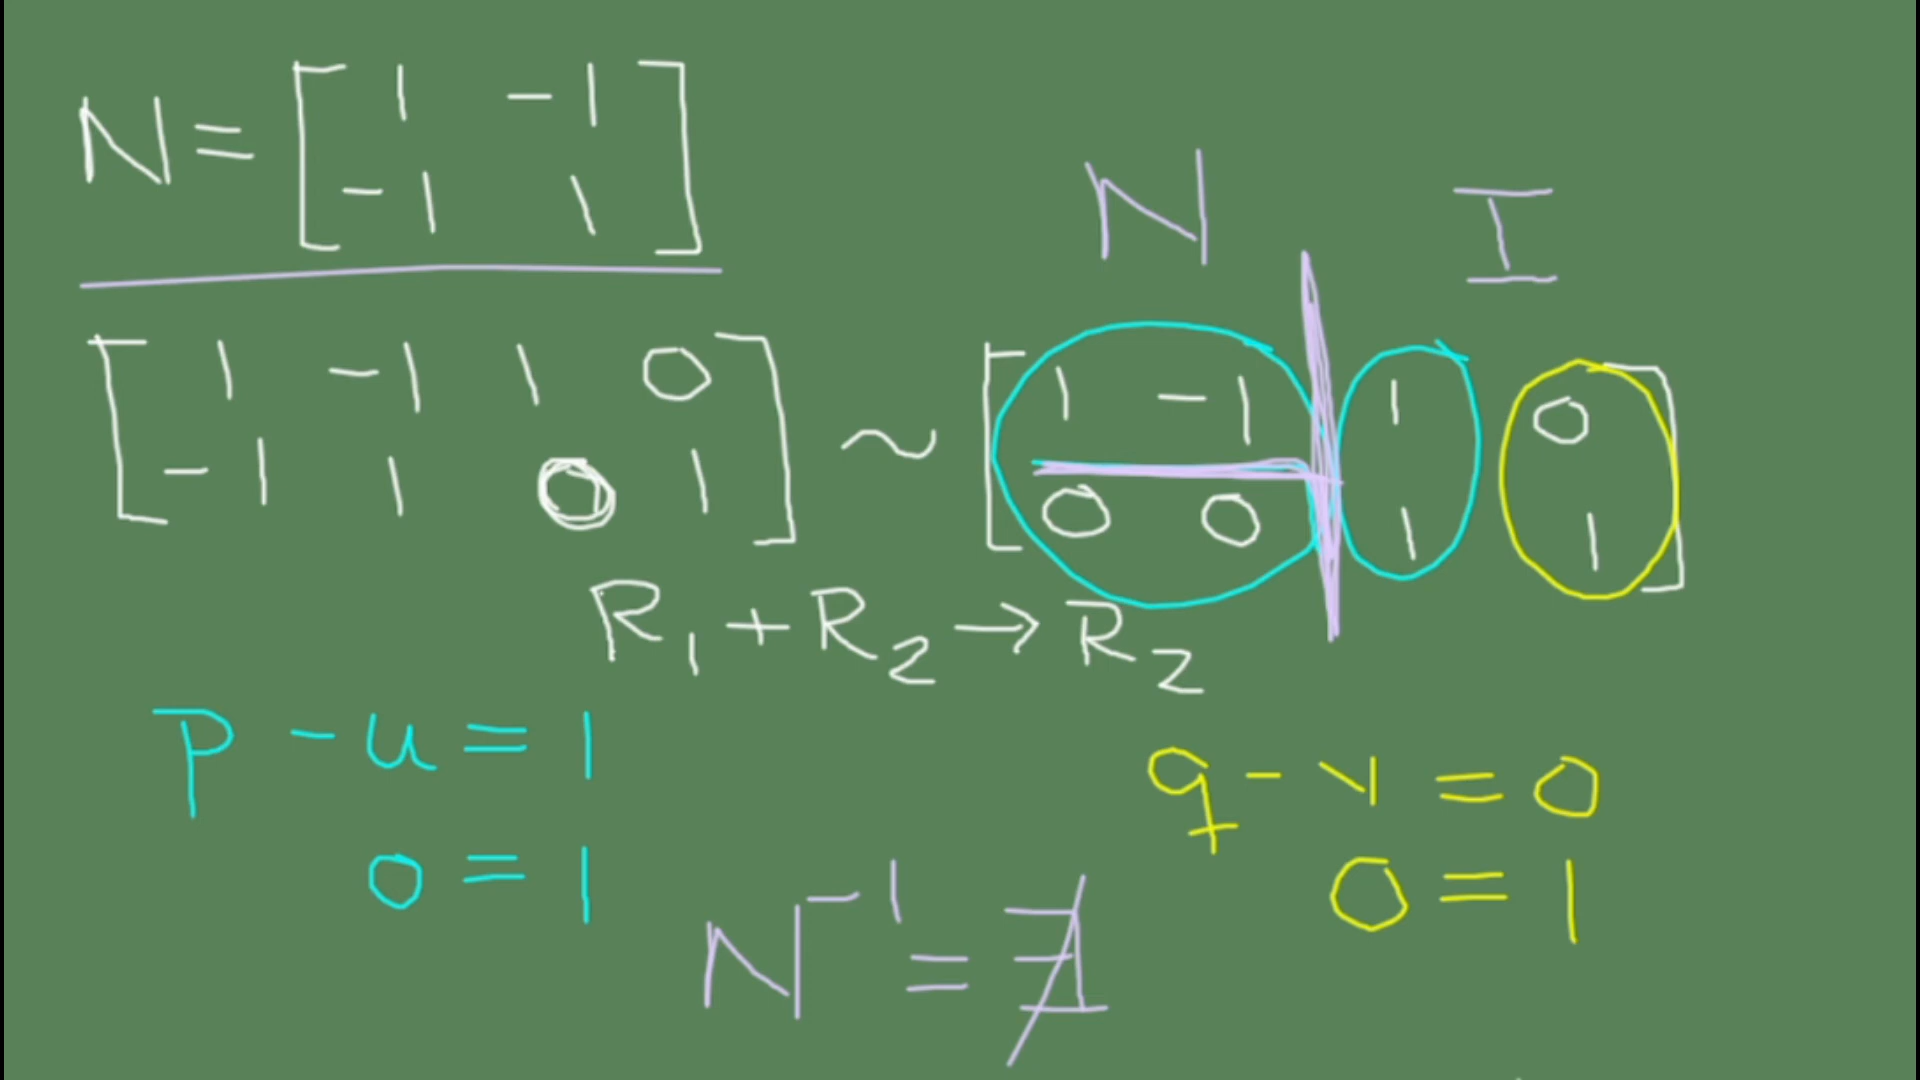 N = [ 1 -1
-1 1 ]
N I
[ 1 -1 1 0
-1 1 0 1 ] ~ [ 1 -1 | 1 0
0 0 | 1 1 ]
R₁ + R₂ → R₂
p - u = 1
0 = 1
q - v = 0
0 = 1
N⁻¹ = ∄